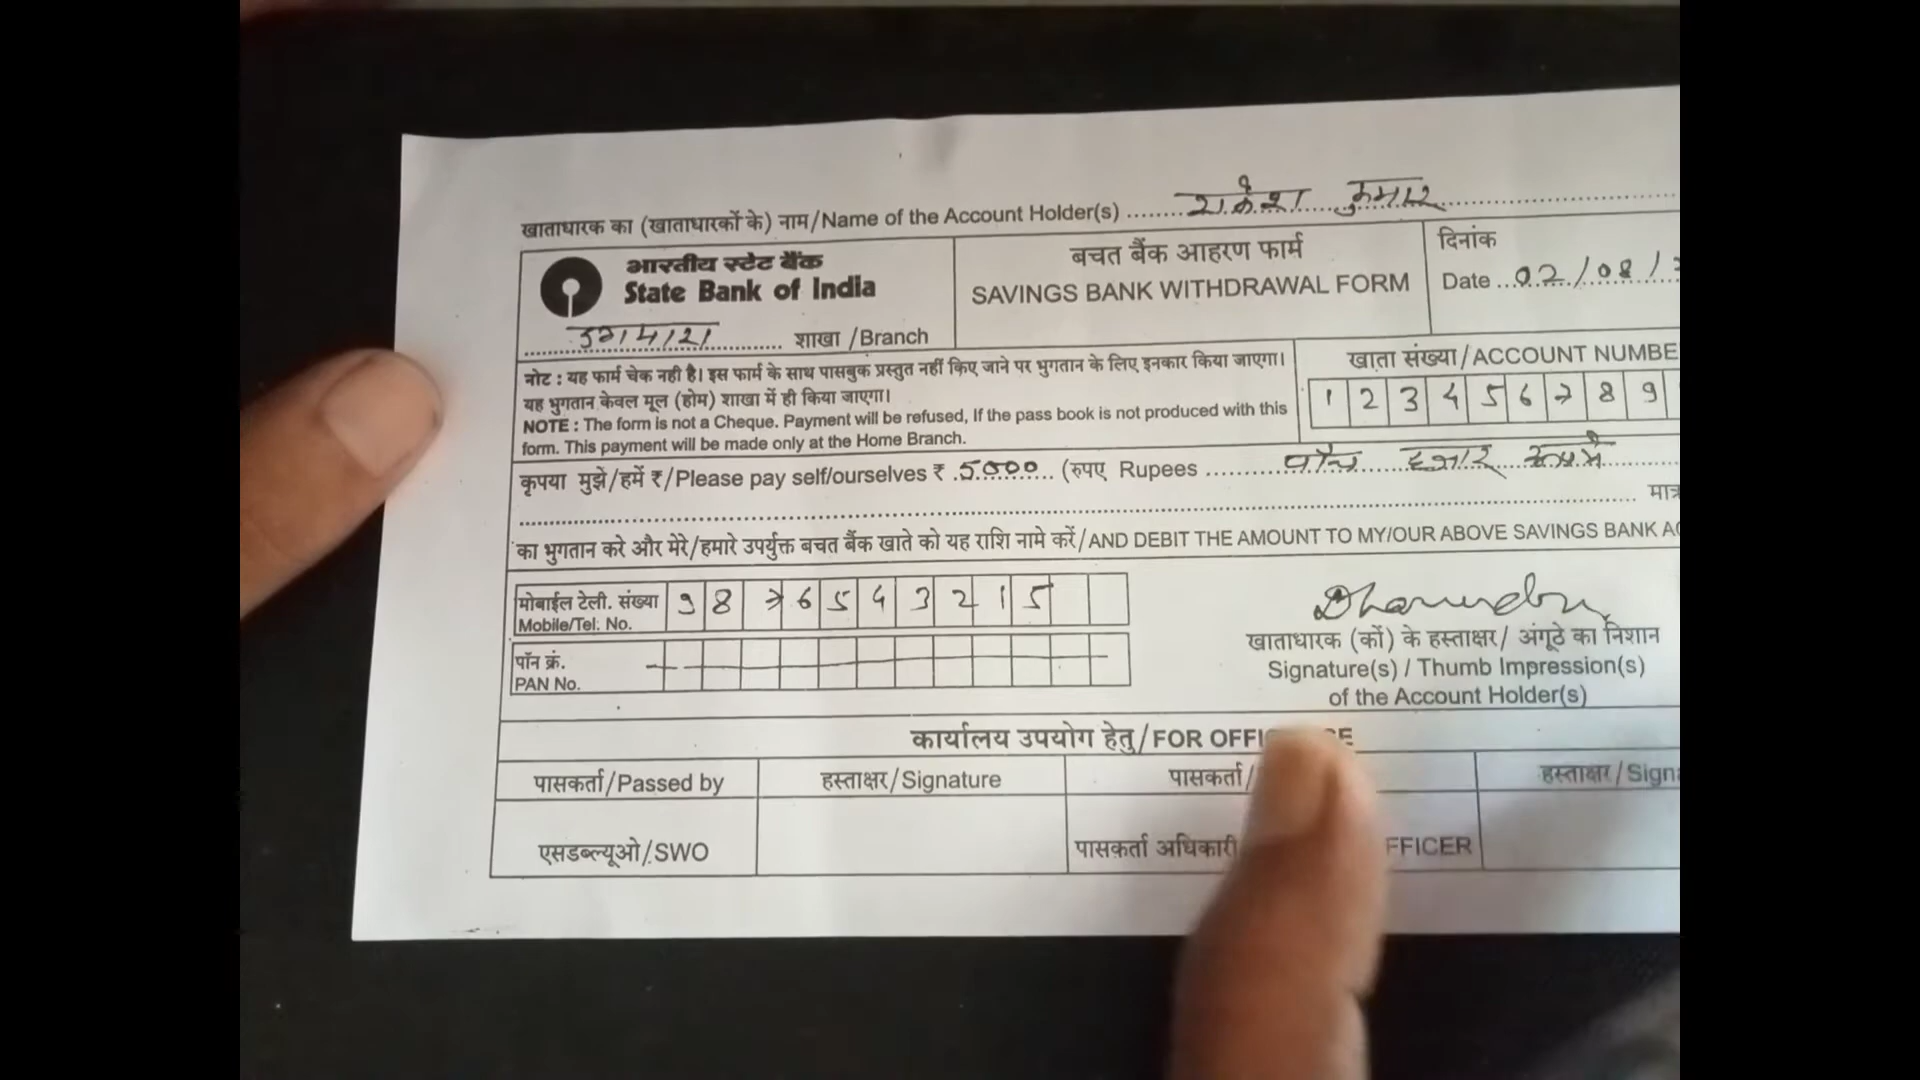 खाताधारक का (खाताधारकों के) नाम/Name of the Account Holder(s) ........ राकेश कुमार ........
भारतीय स्टेट बैंक
State Bank of India
शाखा /Branch
बचत बैंक आहरण फार्म
SAVINGS BANK WITHDRAWAL FORM
दिनांक
Date ... 02/08/
नोट : यह फार्म चेक नही है। इस फार्म के साथ पासबुक प्रस्तुत नहीं किए जाने पर भुगतान के लिए इनकार किया जाएगा।
यह भुगतान केवल मूल (होम) शाखा में ही किया जाएगा।
NOTE : The form is not a Cheque. Payment will be refused, If the pass book is not produced with this
form. This payment will be made only at the Home Branch.
खाता संख्या/ACCOUNT NUMBE
1 2 3 4 5 6 7 8 9
कृपया मुझे/हमें ₹/Please pay self/ourselves ₹ 5000 (रुपए Rupees ........ पाँच हजार रूपये
मात्र
का भुगतान करे और मेरे/हमारे उपर्युक्त बचत बैंक खाते को यह राशि नामे करें/AND DEBIT THE AMOUNT TO MY/OUR ABOVE SAVINGS BANK AC
मोबाईल टेली. संख्या
Mobile/Tel. No.
9 8 7 6 5 4 3 2 1 5
पॉन क्रं.
PAN No.
खाताधारक (कों) के हस्ताक्षर/ अंगूठे का निशान
Signature(s) / Thumb Impression(s)
of the Account Holder(s)
कार्यालय उपयोग हेतु/FOR OFFI
पासकर्ता/Passed by
हस्ताक्षर/Signature
पासकर्ता/
हस्ताक्षर/Signa
एसडब्ल्यूओ/SWO
पासकर्ता अधिकारी
FFICER